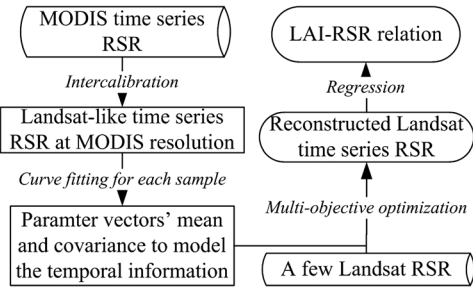 MODIS time series
RSR
Intercalibration
Landsat-like time series
RSR at MODIS resolution
Curve fitting for each sample
Paramter vectors' mean
and covariance to model
the temporal information
LAI-RSR relation
Regression
Reconstructed Landsat
time series RSR
Multi-objective optimization
A few Landsat RSR